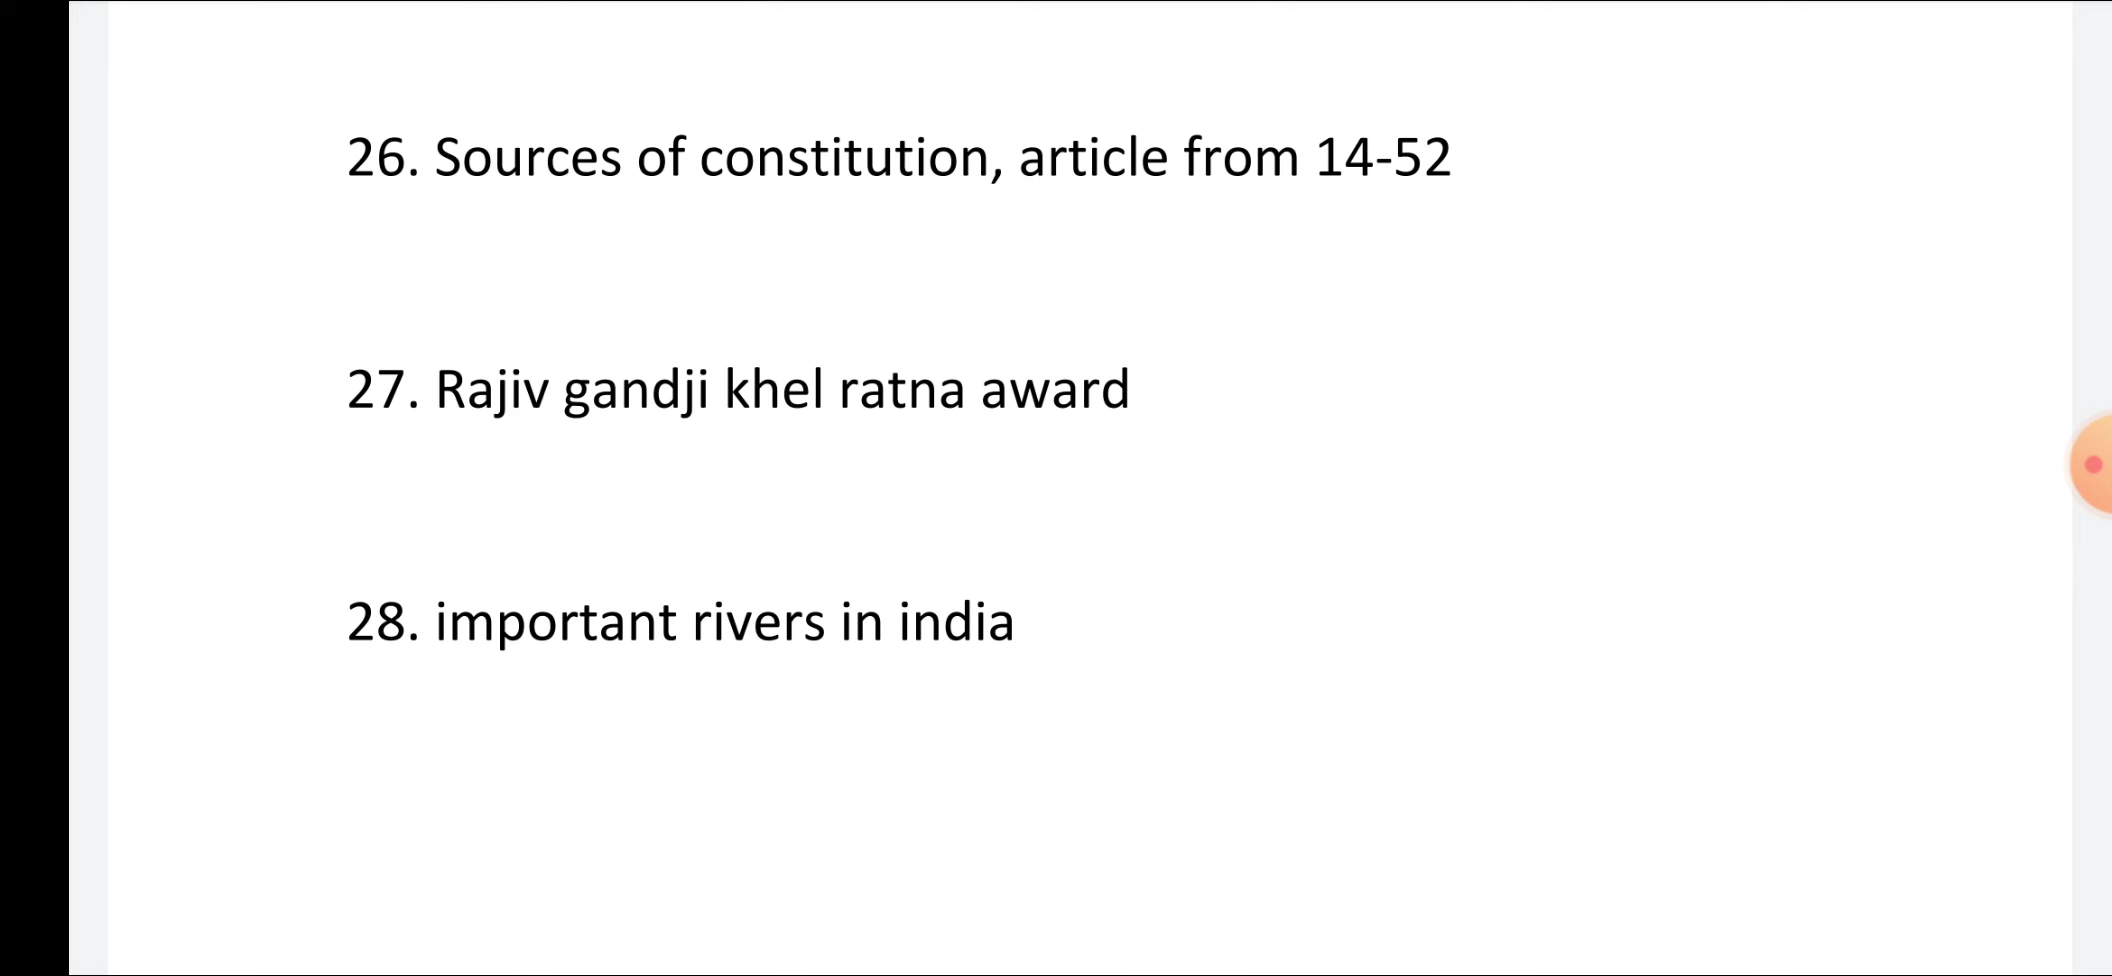 26. Sources of constitution, article from 14-52
27. Rajiv gandji khel ratna award
28. important rivers in india